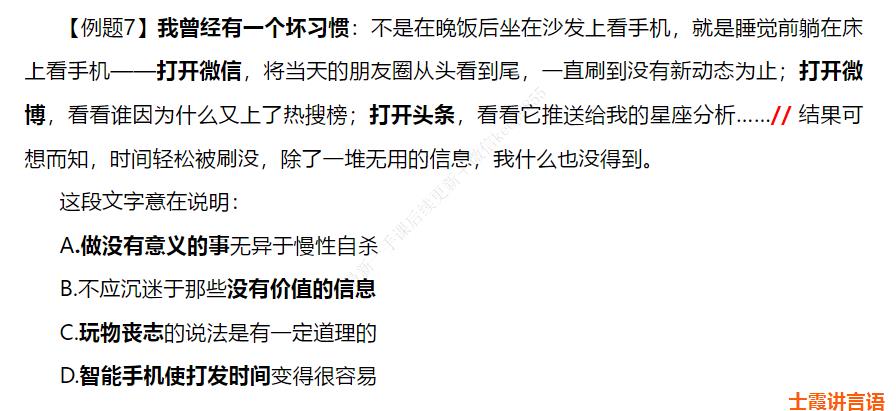 【例题7】我曾经有一个坏习惯：不是在晚饭后坐在沙发上看手机，就是睡觉前躺在床
上看手机——打开微信，将当天的朋友圈从头看到尾，一直刷到没有新动态为止；打开微
博，看看谁因为什么又上了热搜榜；打开头条，看看它推送给我的星座分析……// 结果可
想而知，时间轻松被刷没，除了一堆无用的信息，我什么也没得到。
这段文字意在说明：
A.做没有意义的事无异于慢性自杀
B.不应沉迷于那些没有价值的信息
C.玩物丧志的说法是有一定道理的
D.智能手机使打发时间变得很容易
士霞讲言语